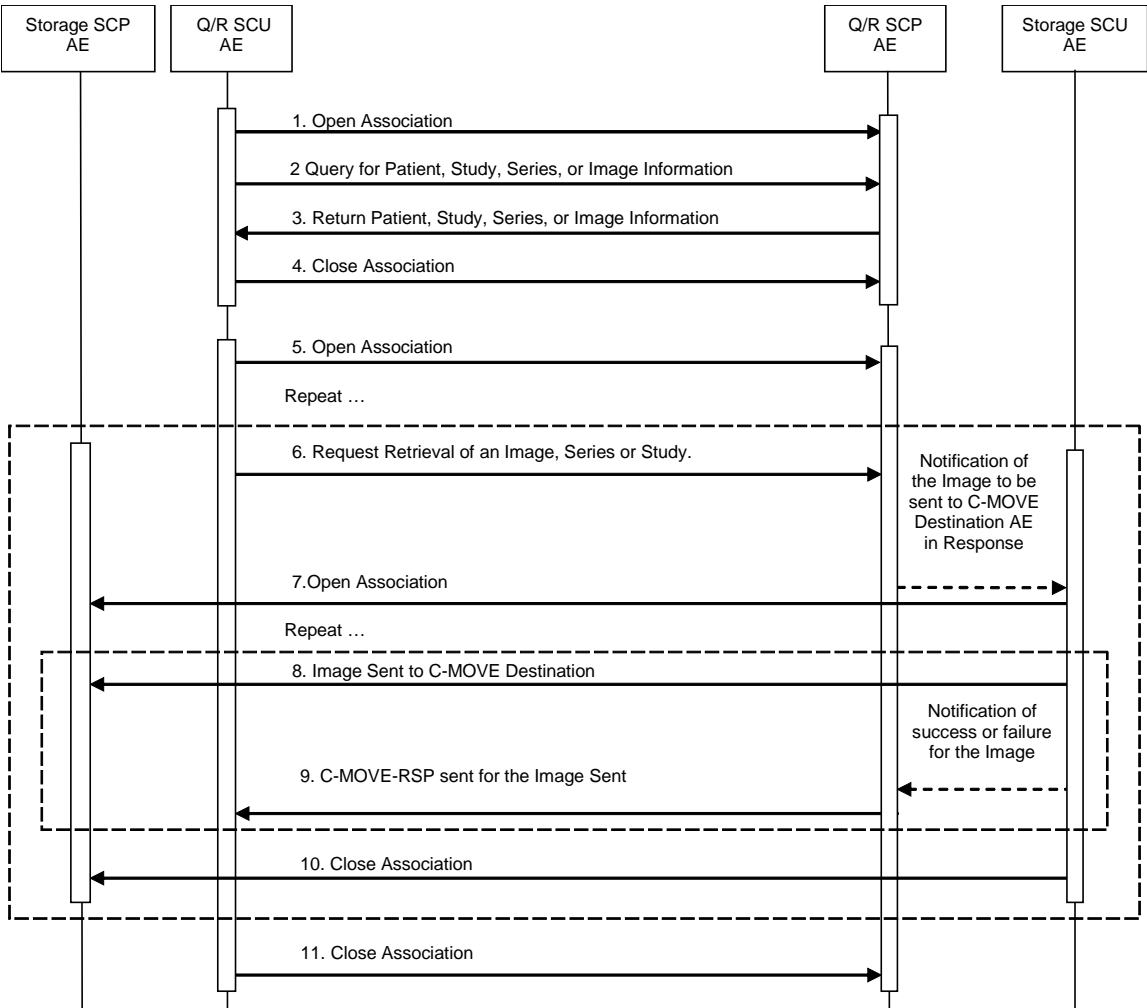 Storage SCP
AE
Q/R SCU
AE
Q/R SCP
AE
Storage SCU
AE
1. Open Association
2 Query for Patient, Study, Series, or Image Information
3. Return Patient, Study, Series, or Image Information
4. Close Association
5. Open Association
Repeat …
6. Request Retrieval of an Image, Series or Study.
Notification of
the Image to be
sent to C-MOVE
Destination AE
in Response
7.Open Association
Repeat …
8. Image Sent to C-MOVE Destination
Notification of
success or failure
for the Image
9. C-MOVE-RSP sent for the Image Sent
10. Close Association
11. Close Association